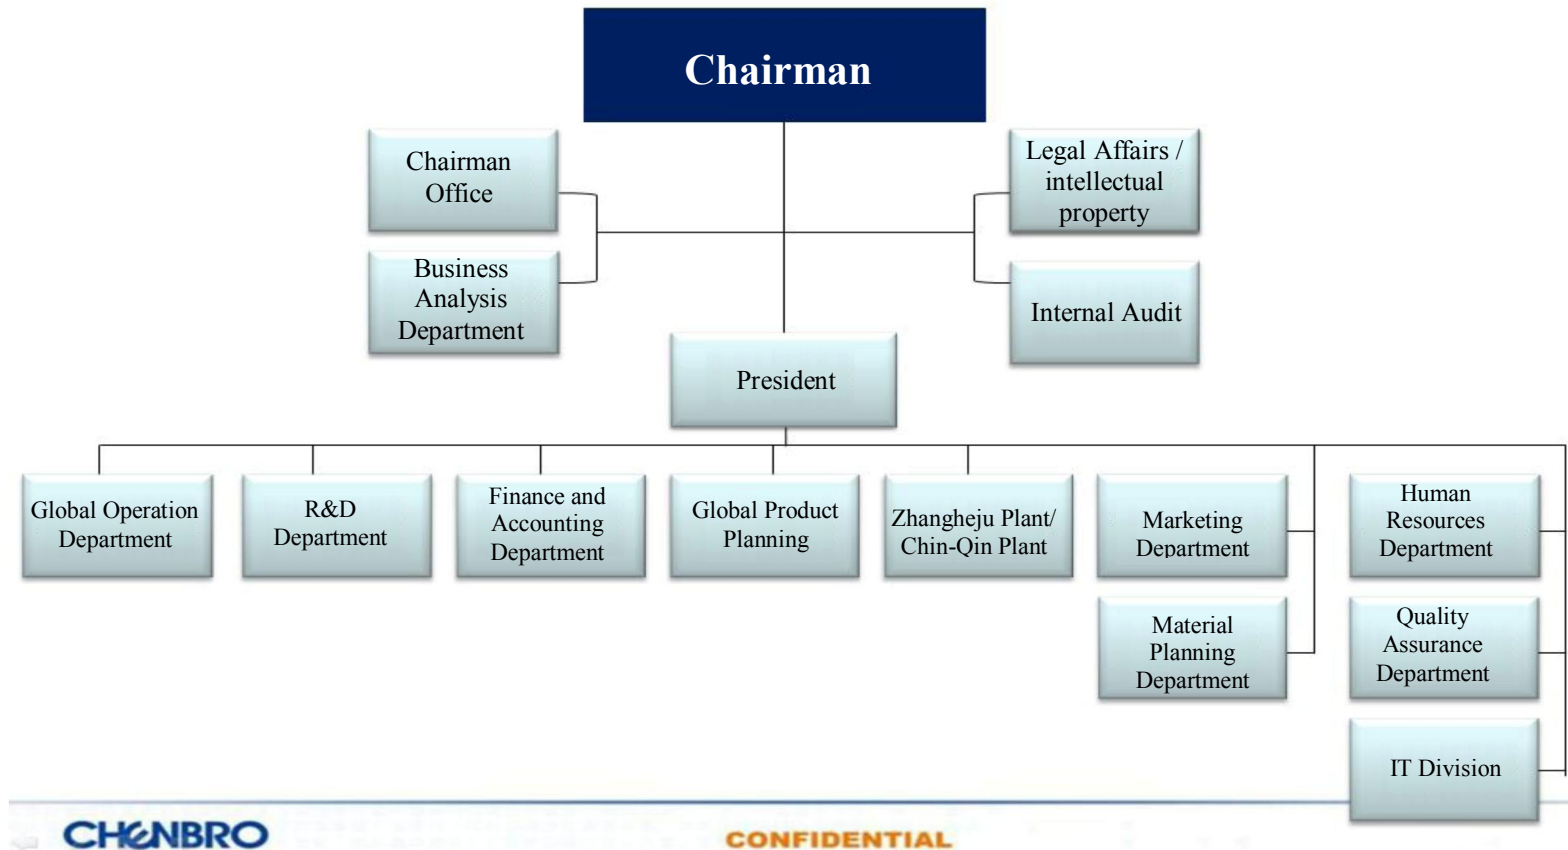 Chairman
Chairman
Office
Legal Affairs /
intellectual
property
Business
Analysis
Department
Internal Audit
President
Global Operation
Department
R&D
Department
Finance and
Accounting
Department
Global Product
Planning
Zhangheju Plant/
Chin-Qin Plant
Marketing
Department
Human
Resources
Department
Material
Planning
Department
Quality
Assurance
Department
IT Division
CHENBRO
CONFIDENTIAL